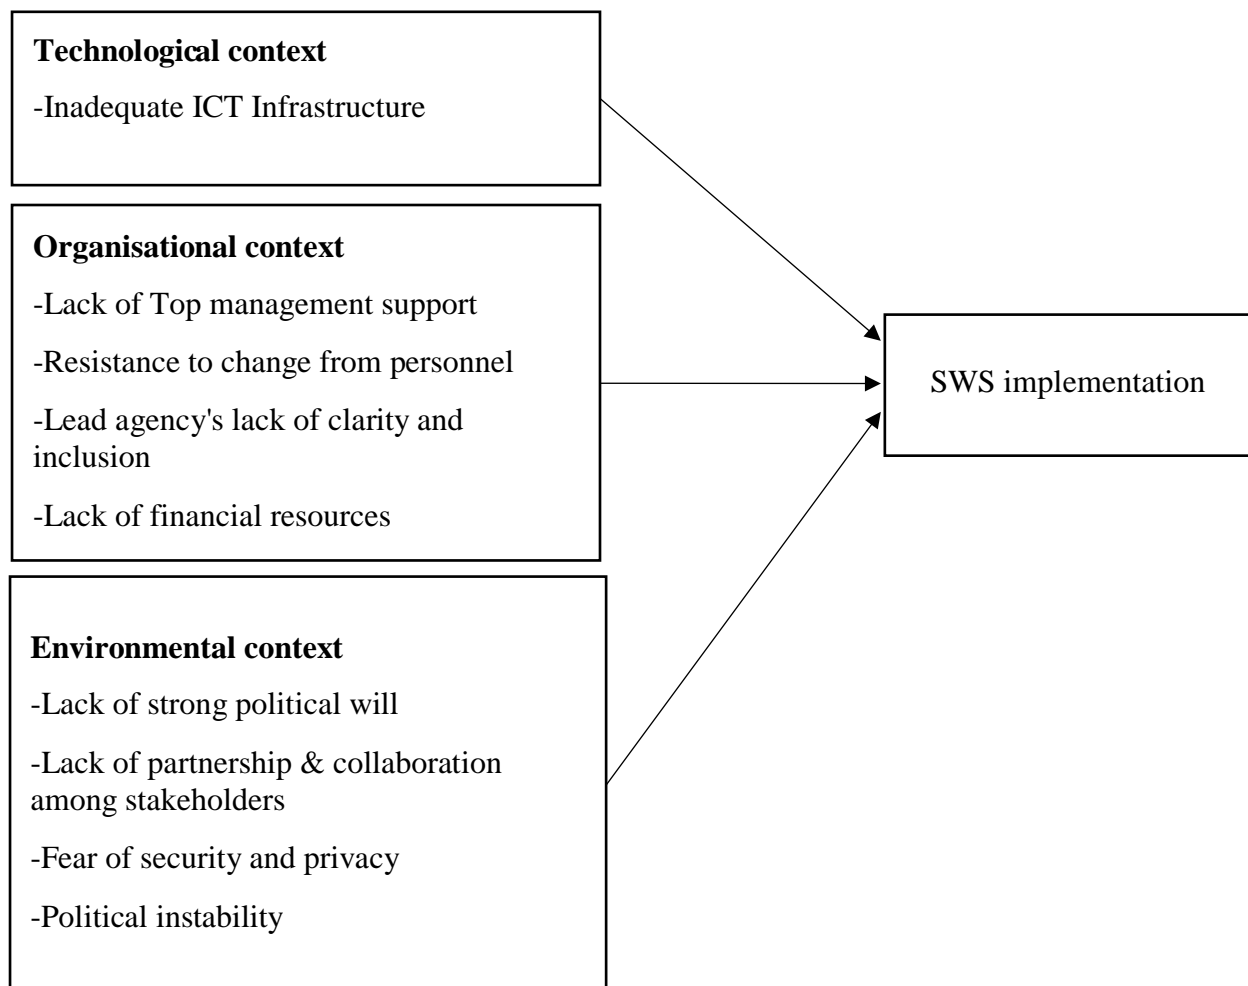 Technological context
-Inadequate ICT Infrastructure
Organisational context
-Lack of Top management support
-Resistance to change from personnel
-Lead agency's lack of clarity and
inclusion
-Lack of financial resources
SWS implementation
Environmental context
-Lack of strong political will
-Lack of partnership & collaboration
among stakeholders
-Fear of security and privacy
-Political instability